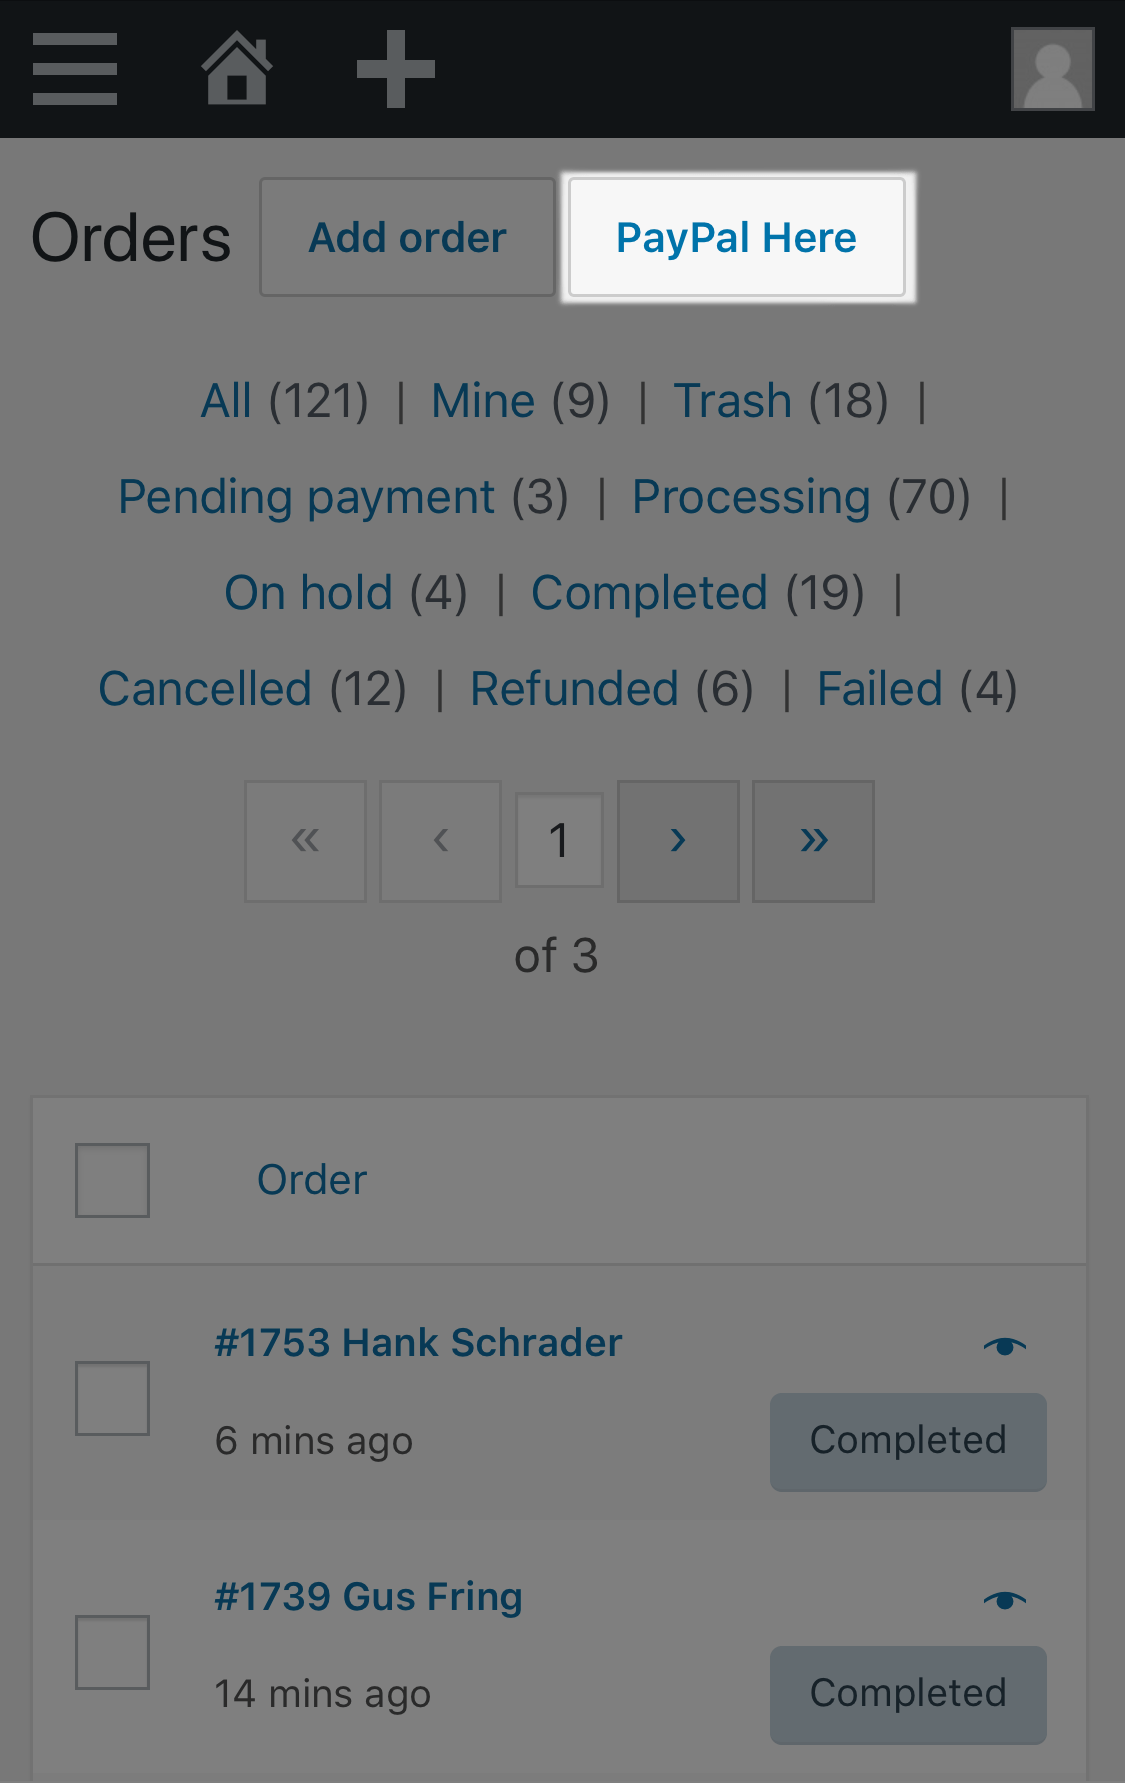 Orders Add order PayPal Here
All (121) | Mine (9) | Trash (18) |
Pending payment (3) | Processing (70) |
On hold (4) | Completed (19) |
Cancelled (12) | Refunded (6) | Failed (4)
« ‹ 1 › »
of 3
Order
#1753 Hank Schrader
6 mins ago Completed
#1739 Gus Fring
14 mins ago Completed